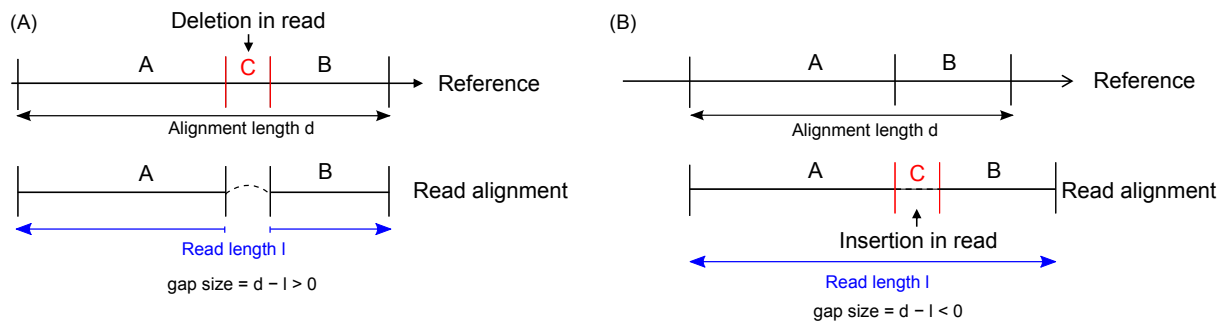 (A)
Deletion in read
A
C
B
Reference
Alignment length d
A
B
Read alignment
Read length l
gap size = d − l > 0
(B)
A
B
Reference
Alignment length d
A
C
B
Read alignment
Insertion in read
Read length l
gap size = d − l < 0